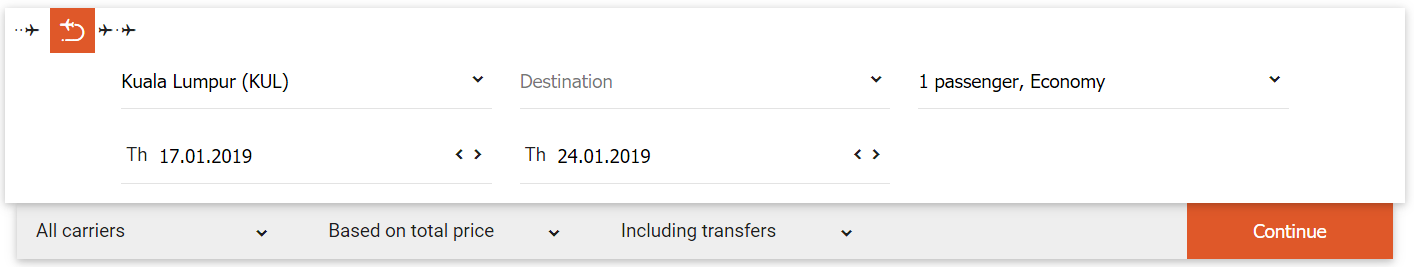 Kuala Lumpur (KUL) Destination 1 passenger, Economy
Th 17.01.2019 Th 24.01.2019
All carriers Based on total price Including transfers Continue